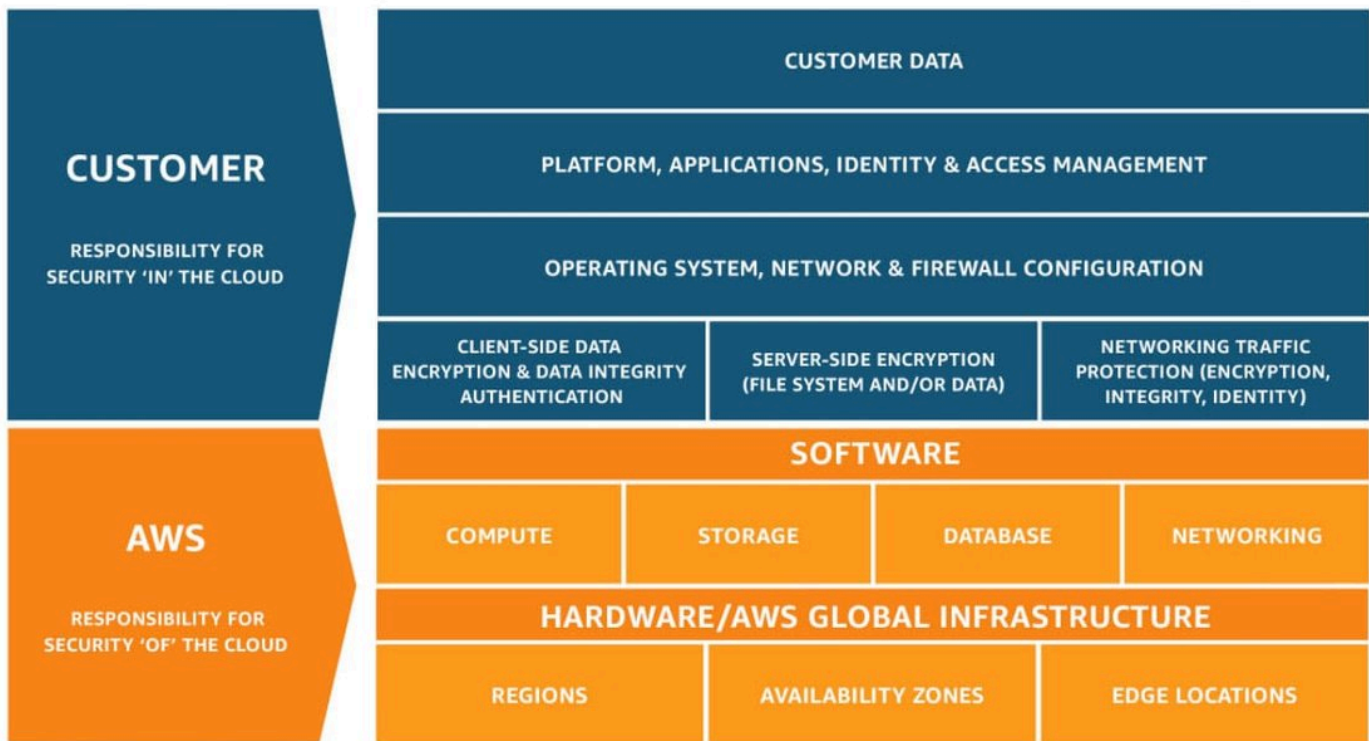 CUSTOMER
RESPONSIBILITY FOR
SECURITY ‘IN’ THE CLOUD
CUSTOMER DATA
PLATFORM, APPLICATIONS, IDENTITY & ACCESS MANAGEMENT
OPERATING SYSTEM, NETWORK & FIREWALL CONFIGURATION
CLIENT-SIDE DATA
ENCRYPTION & DATA INTEGRITY
AUTHENTICATION
SERVER-SIDE ENCRYPTION
(FILE SYSTEM AND/OR DATA)
NETWORKING TRAFFIC
PROTECTION (ENCRYPTION,
INTEGRITY, IDENTITY)
AWS
RESPONSIBILITY FOR
SECURITY ‘OF’ THE CLOUD
SOFTWARE
COMPUTE
STORAGE
DATABASE
NETWORKING
HARDWARE/AWS GLOBAL INFRASTRUCTURE
REGIONS
AVAILABILITY ZONES
EDGE LOCATIONS